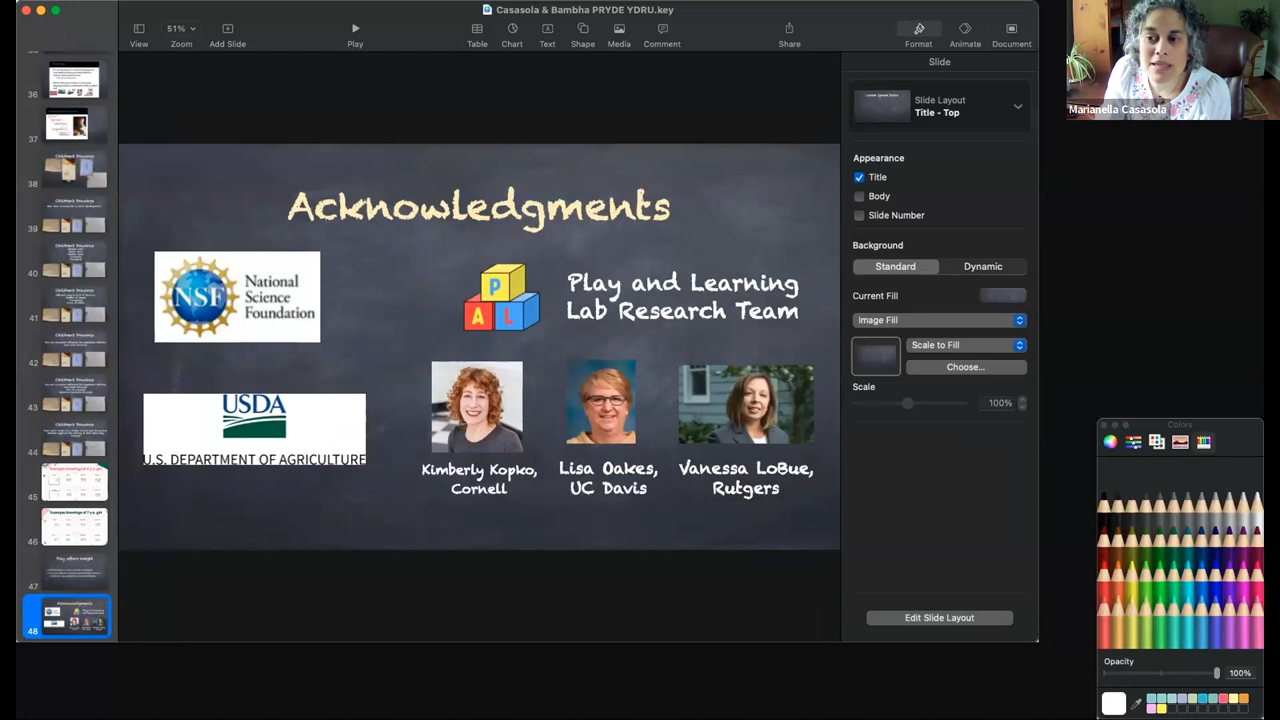 Casasola & Bambha PRYDE YDRU.key
51%
View
Zoom
Add Slide
Play
Table
Chart
Text
Shape
Media
Comment
Share
Format
Animate
Document
Slide
Slide Layout
Title - Top
Appearance
Title
Body
Slide Number
Background
Standard
Dynamic
Current Fill
Image Fill
Scale to Fill
Choose...
Scale
100%
Edit Slide Layout
36
37
38
39
40
41
42
43
44
45
46
47
48
Acknowledgments
NSF
National
Science
Foundation
P
A
L
Play and Learning
Lab Research Team
USDA
U.S. DEPARTMENT OF AGRICULTURE
Kimberly Kopko,
Cornell
Lisa Oakes,
UC Davis
Vanessa LoBue,
Rutgers
Marianella Casasola
Colors
Opacity
100%